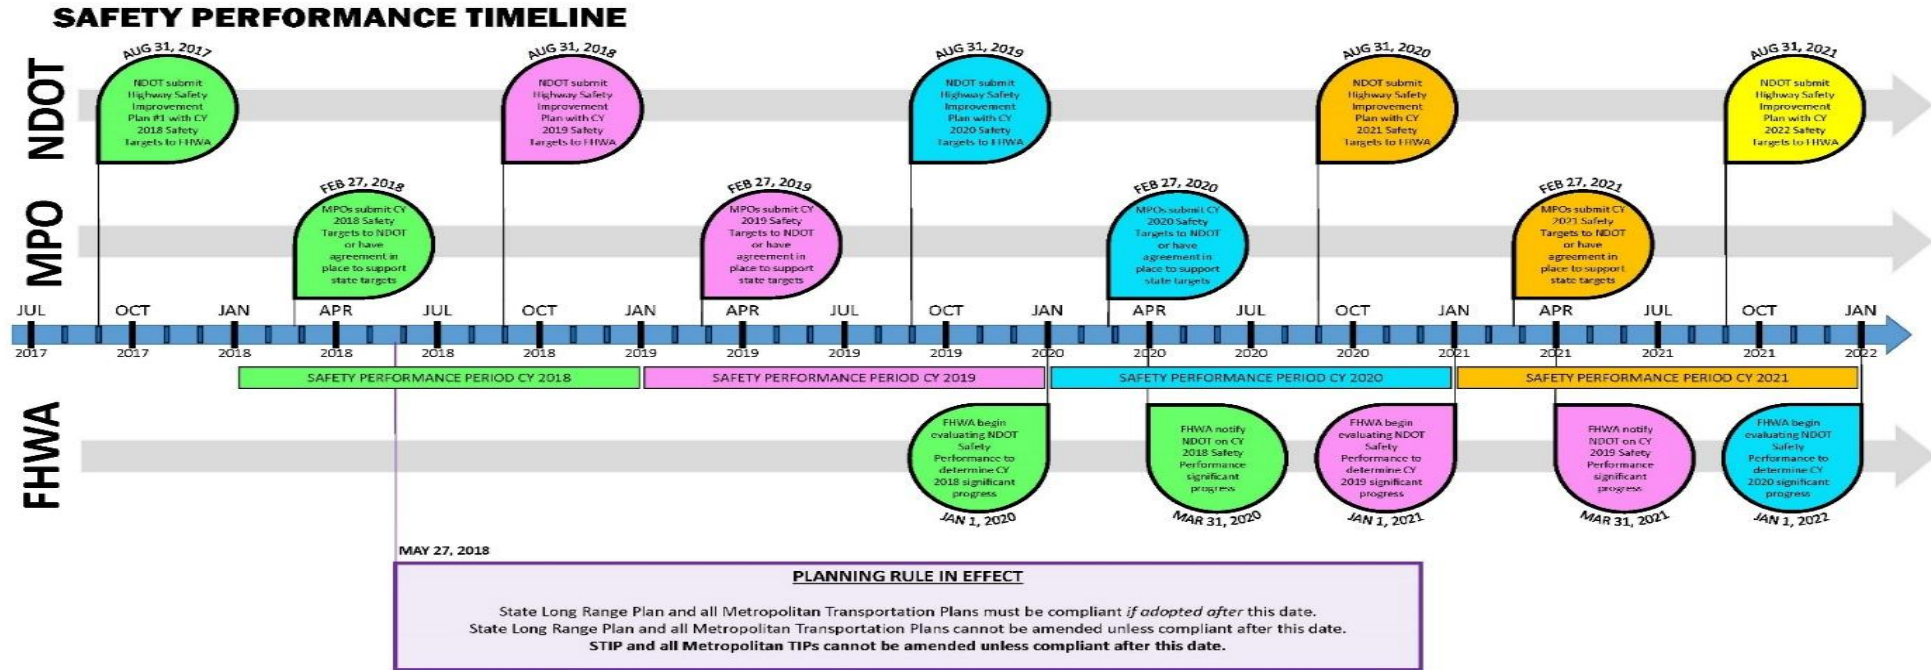 SAFETY PERFORMANCE TIMELINE
NDOT
AUG 31, 2017
NDOT submit
Highway Safety
Improvement
Plan #1 with CY
2018 Safety
Targets to FHWA
AUG 31, 2018
NDOT submit
Highway Safety
Improvement
Plan with CY
2019 Safety
Targets to FHWA
AUG 31, 2019
NDOT submit
Highway Safety
Improvement
Plan with CY
2020 Safety
Targets to FHWA
AUG 31, 2020
NDOT submit
Highway Safety
Improvement
Plan with CY
2021 Safety
Targets to FHWA
AUG 31, 2021
NDOT submit
Highway Safety
Improvement
Plan with CY
2022 Safety
Targets to FHWA
MPO
FEB 27, 2018
MPOs submit CY
2018 Safety
Targets to NDOT
or have
agreement in
place to support
state targets
FEB 27, 2019
MPOs submit CY
2019 Safety
Targets to NDOT
or have
agreement in
place to support
state targets
FEB 27, 2020
MPOs submit CY
2020 Safety
Targets to NDOT
or have
agreement in
place to support
state targets
FEB 27, 2021
MPOs submit CY
2021 Safety
Targets to NDOT
or have
agreement in
place to support
state targets
JUL OCT JAN APR JUL OCT JAN APR JUL OCT JAN APR JUL OCT JAN APR JUL OCT JAN
2017 2017 2018 2018 2018 2018 2019 2019 2019 2019 2020 2020 2020 2020 2021 2021 2021 2021 2022
SAFETY PERFORMANCE PERIOD CY 2018
SAFETY PERFORMANCE PERIOD CY 2019
SAFETY PERFORMANCE PERIOD CY 2020
SAFETY PERFORMANCE PERIOD CY 2021
FHWA
FHWA begin
evaluating NDOT
Safety
Performance to
determine CY
2018 significant
progress
JAN 1, 2020
FHWA notify
NDOT on CY
2018 Safety
Performance
significant
progress
MAR 31, 2020
FHWA begin
evaluating NDOT
Safety
Performance to
determine CY
2019 significant
progress
JAN 1, 2021
FHWA notify
NDOT on CY
2019 Safety
Performance
significant
progress
MAR 31, 2021
FHWA begin
evaluating NDOT
Safety
Performance to
determine CY
2020 significant
progress
JAN 1, 2022
MAY 27, 2018
PLANNING RULE IN EFFECT
State Long Range Plan and all Metropolitan Transportation Plans must be compliant if adopted after this date.
State Long Range Plan and all Metropolitan Transportation Plans cannot be amended unless compliant after this date.
STIP and all Metropolitan TIPs cannot be amended unless compliant after this date.